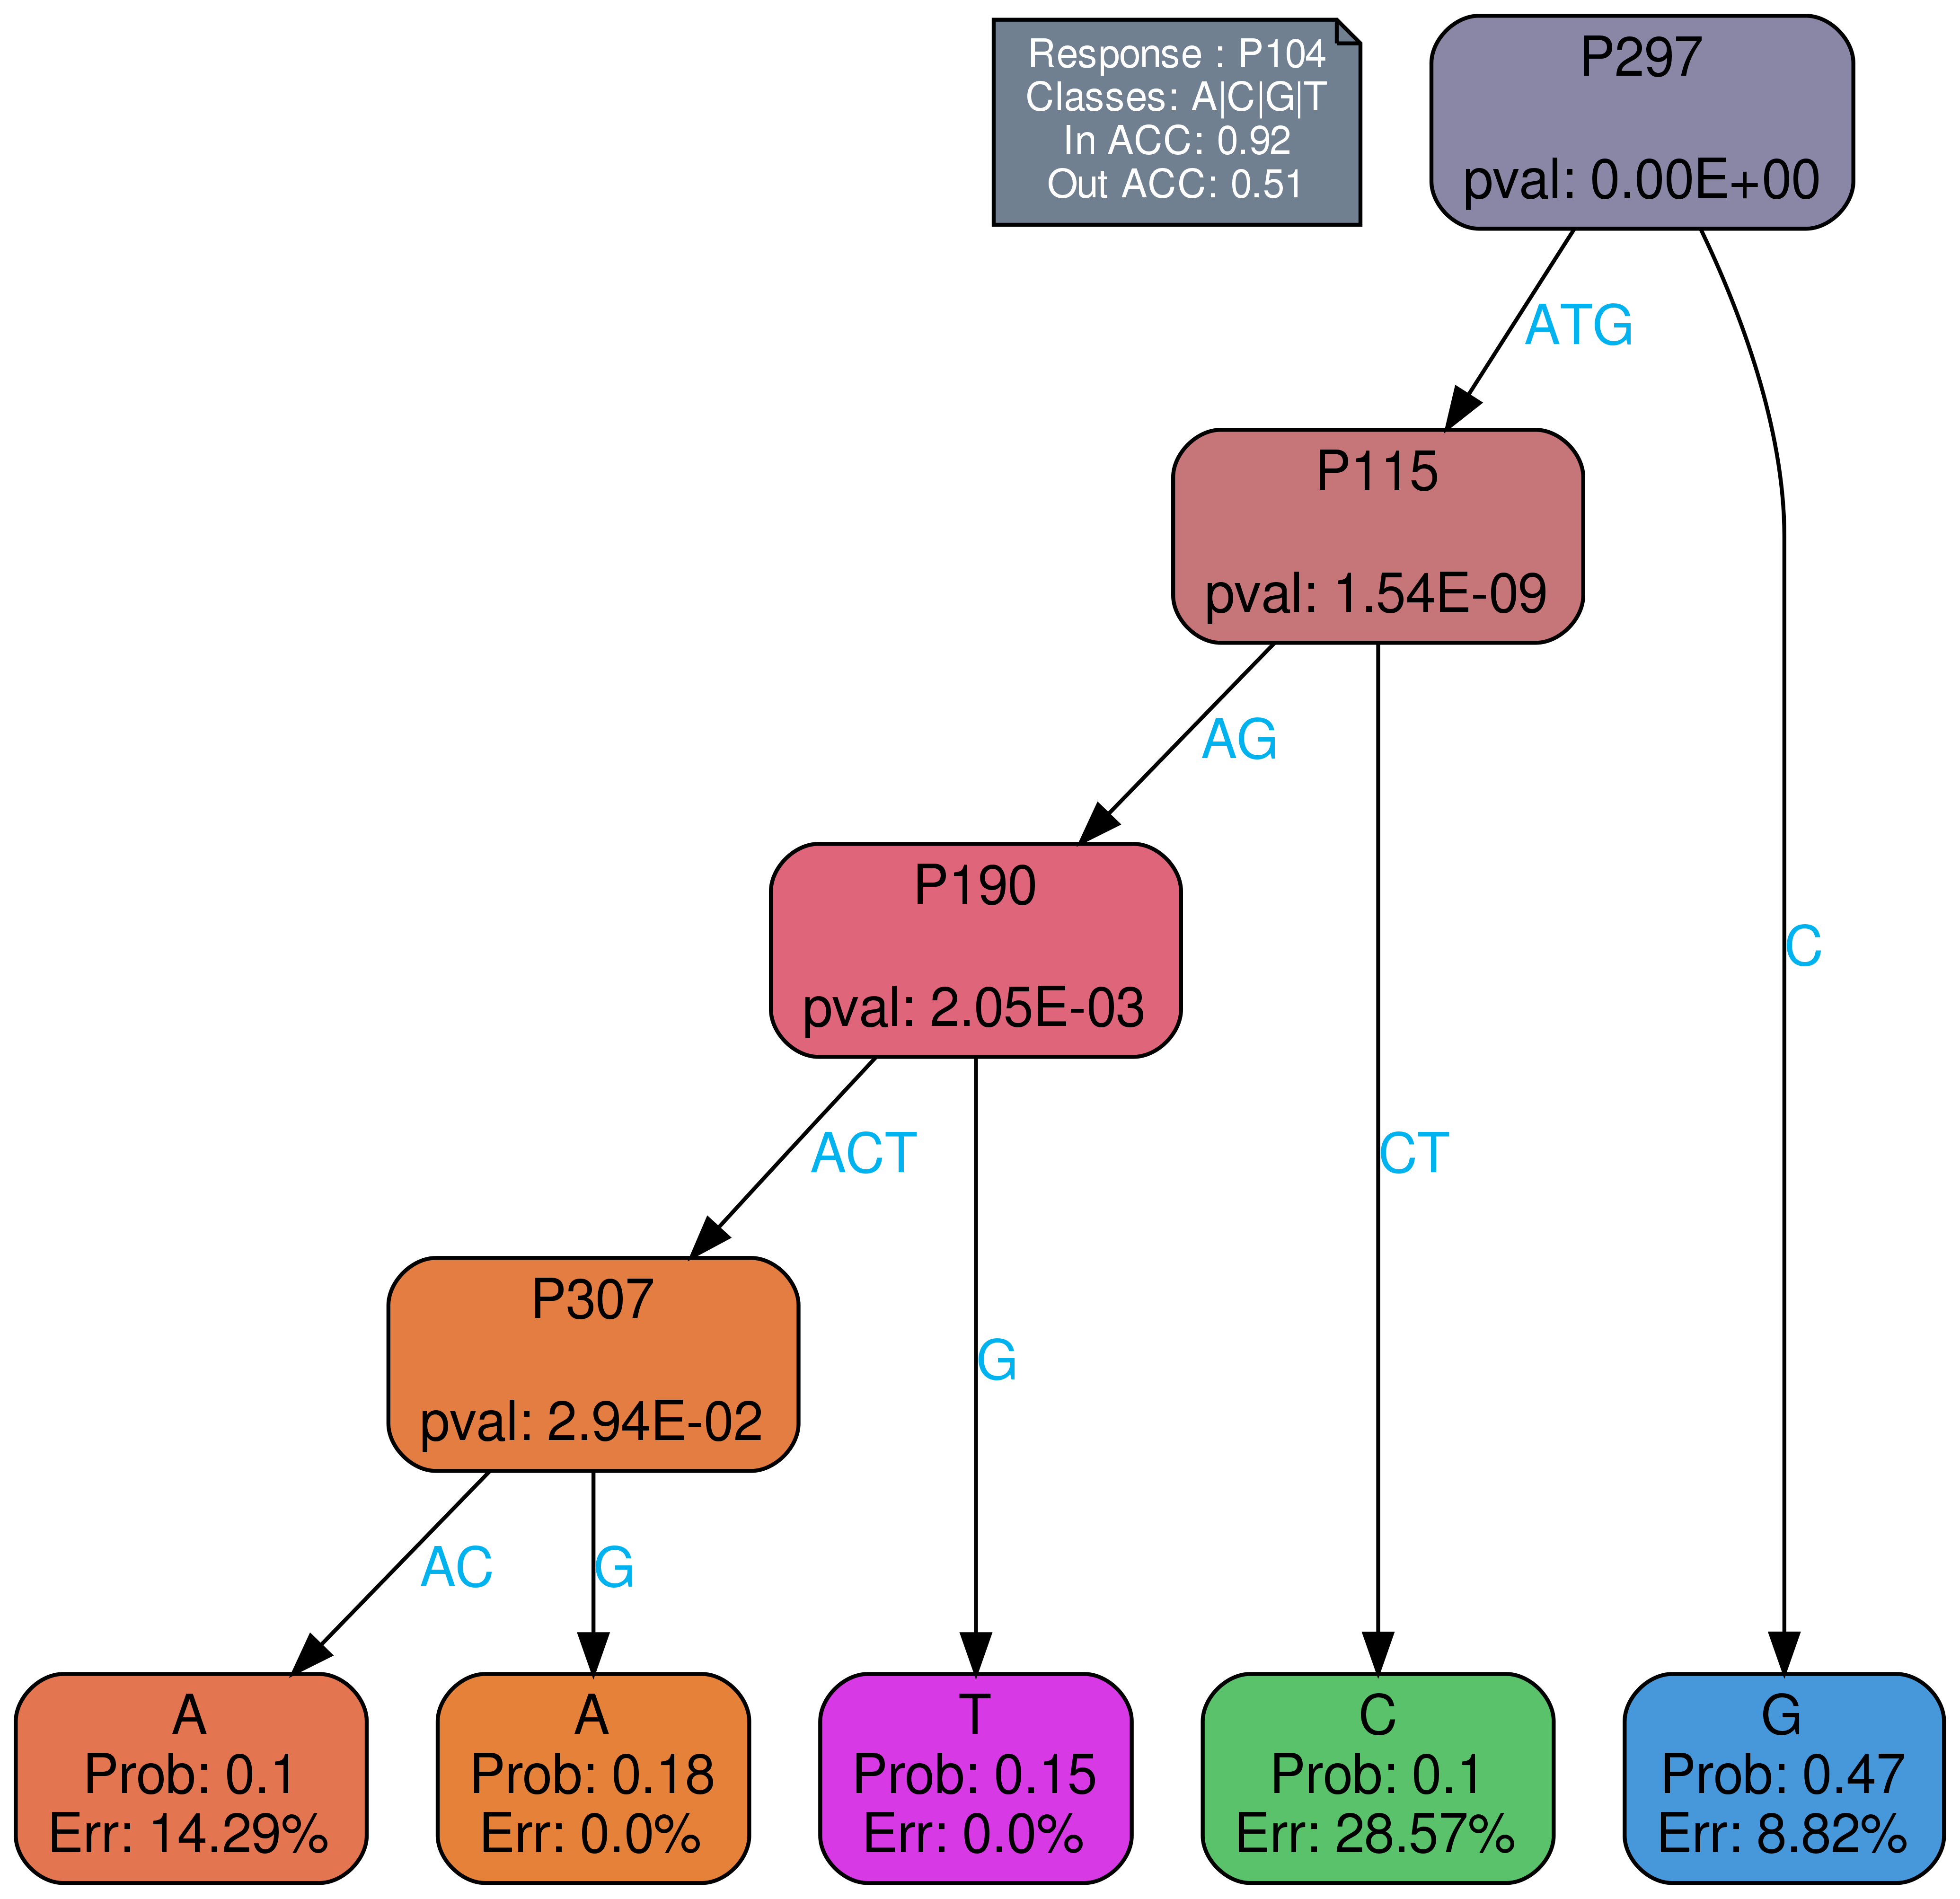 Response : P104
Classes: A|C|G|T
In ACC: 0.92
Out ACC: 0.51
P297
pval: 0.00E+00
ATG
P115
pval: 1.54E-09
AG
P190
pval: 2.05E-03
C
ACT
CT
P307
pval: 2.94E-02
G
AC
G
A
Prob: 0.1
Err: 14.29%
A
Prob: 0.18
Err: 0.0%
T
Prob: 0.15
Err: 0.0%
C
Prob: 0.1
Err: 28.57%
G
Prob: 0.47
Err: 8.82%